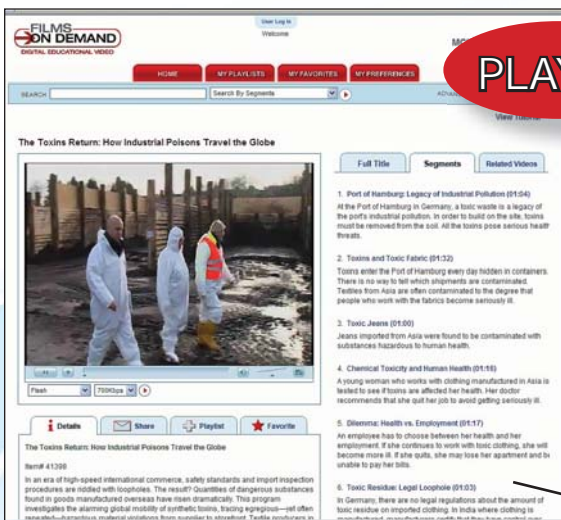 FILMS
ON DEMAND
DIGITAL EDUCATIONAL VIDEO
User Log In
Welcome
PLAY
HOME
MY PLAYLISTS
MY FAVORITES
MY PREFERENCES
SEARCH
Search By Segments
View Tutorial
The Toxins Return: How Industrial Poisons Travel the Globe
Flash
700Kbps
Details
Share
Playlist
Favorite
The Toxins Return: How Industrial Poisons Travel the Globe
Item# 41398
In an era of high-speed international commerce, safety standards and import inspection
procedures are riddled with loopholes. The result? Quantities of dangerous substances
found in goods manufactured overseas have risen dramatically. This program
investigates the alarming global mobility of synthetic toxins, tracing egregious—yet often
repeated—hazardous material violations from supplier to storefront. Textile producers in
Full Title
Segments
Related Videos
1. Port of Hamburg: Legacy of Industrial Pollution (01:04)
At the Port of Hamburg in Germany, a toxic waste is a legacy of
the port's industrial pollution. In order to build on the site, toxins
must be removed from the soil. All the toxins pose serious health
threats.
2. Toxins and Toxic Fabric (01:32)
Toxins enter the Port of Hamburg every day hidden in containers.
There is no way to tell which shipments are contaminated.
Textiles from Asia are often contaminated to the degree that
people who work with the fabrics become seriously ill.
3. Toxic Jeans (01:00)
Jeans imported from Asia were found to be contaminated with
substances hazardous to human health.
4. Chemical Toxicity and Human Health (01:16)
A young woman who works with clothing manufactured in Asia is
tested to see if toxins are affected her health. Her doctor
recommends that she quit her job to avoid getting seriously ill.
5. Dilemma: Health vs. Employment (01:17)
An employee has to choose between her health and her
employment. If she continues to work with toxic clothing, she will
become more ill. If she quits, she may lose her apartment and be
unable to pay her bills.
6. Toxic Residue: Legal Loophole (01:03)
In Germany, there are no legal regulations about the amount of
toxic residue on imported clothing. In India where clothing is